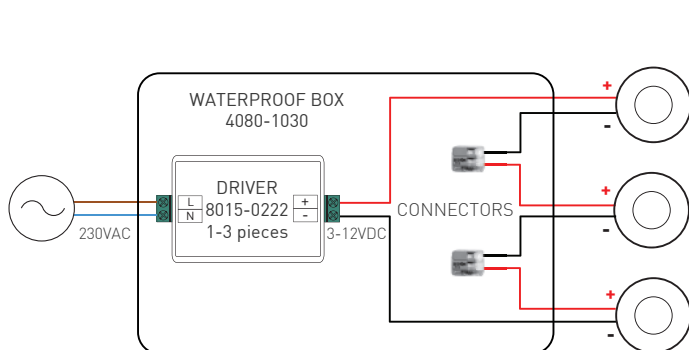 WATERPROOF BOX
4080-1030
DRIVER
8015-0222
1-3 pieces
L
N
+
-
230VAC
3-12VDC
CONNECTORS
+
-
+
-
+
-